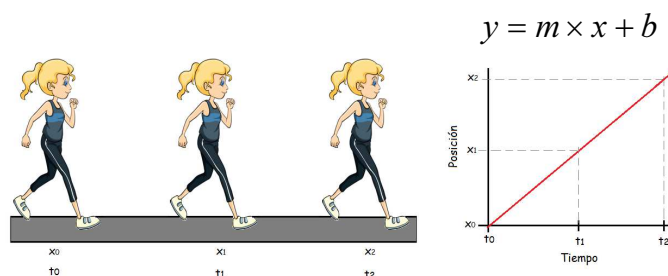 x0 x1 x2
t0 t1 t2
y = m × x + b
x2
x1
x0
Posición
t0 t1 t2
Tiempo